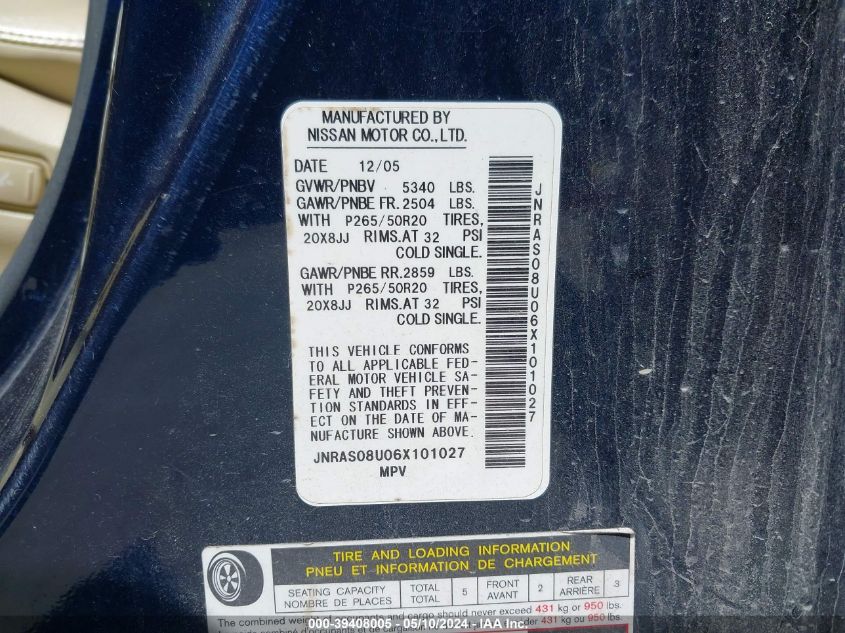 MANUFACTURED BY
NISSAN MOTOR CO., LTD.
DATE 12/05
GVWR/PNBV 5340 LBS.
GAWR/PNBE FR. 2504 LBS.
WITH P265/50R20 TIRES,
20X8JJ RIMS. AT 32 PSI
COLD SINGLE.
GAWR/PNBE RR. 2859 LBS.
WITH P265/50R20 TIRES,
20X8JJ RIMS. AT 32 PSI
COLD SINGLE.
THIS VEHICLE CONFORMS
TO ALL APPLICABLE FED-
ERAL MOTOR VEHICLE SA-
FETY AND THEFT PREVEN-
TION STANDARDS IN EFF-
ECT ON THE DATE OF MA-
NUFACTURE SHOWN ABOVE.
JNRAS08U06X101027
MPV
JNRAS08U06X101027
TIRE AND LOADING INFORMATION
PNEU ET INFORMATION DE CHARGEMENT
SEATING CAPACITY TOTAL 5 FRONT 2 REAR 3
NOMBRE DE PLACES TOTAL AVANT ARRIÈRE
The combined weight of occupants and cargo should never exceed 431 kg or 950 lbs.
000-39408005 - 05/10/2024 - IAA Inc.